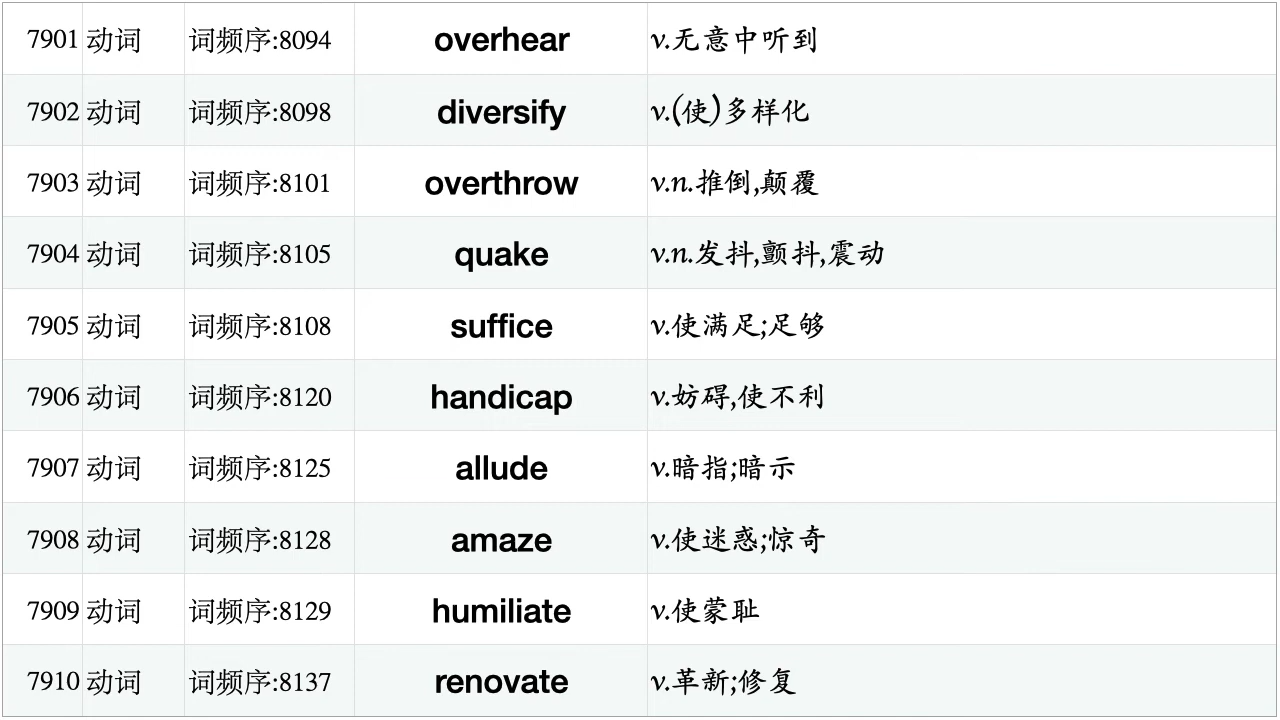 7901 动词 词频序:8094 overhear v.无意中听到
7902 动词 词频序:8098 diversify v.(使)多样化
7903 动词 词频序:8101 overthrow v.n.推倒,颠覆
7904 动词 词频序:8105 quake v.n.发抖,颤抖,震动
7905 动词 词频序:8108 suffice v.使满足;足够
7906 动词 词频序:8120 handicap v.妨碍,使不利
7907 动词 词频序:8125 allude v.暗指;暗示
7908 动词 词频序:8128 amaze v.使迷惑;惊奇
7909 动词 词频序:8129 humiliate v.使蒙耻
7910 动词 词频序:8137 renovate v.革新;修复